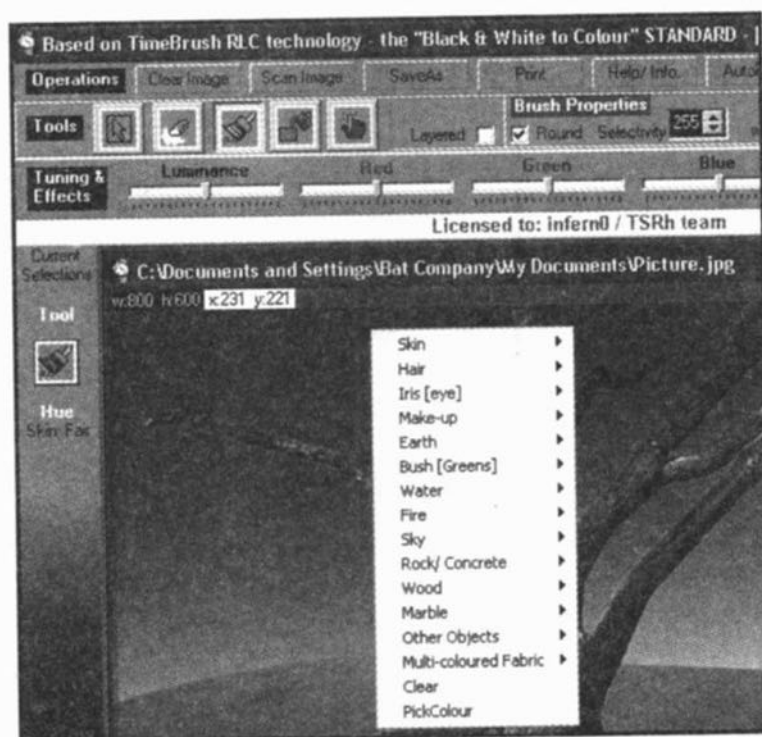 Based on TimeBrush RLC technology - the "Black & White to Colour" STANDARD - [
Operations Clear Image Scan Image SaveAs Print Help/ Info.
Tools Layered Brush Properties
Round Selectivity 255
Tuning & Effects Luminance Red Green Blue
Licensed to: infern0 / TSRh team
Current Selections
C:\Documents and Settings\Bat Company\My Documents\Picture.jpg
w:800 h:600 x:231 y:221
Tool
Hue
Skin: Fair
Skin
Hair
Iris [eye]
Make-up
Earth
Bush [Greens]
Water
Fire
Sky
Rock/ Concrete
Wood
Marble
Other Objects
Multi-coloured Fabric
Clear
PickColour